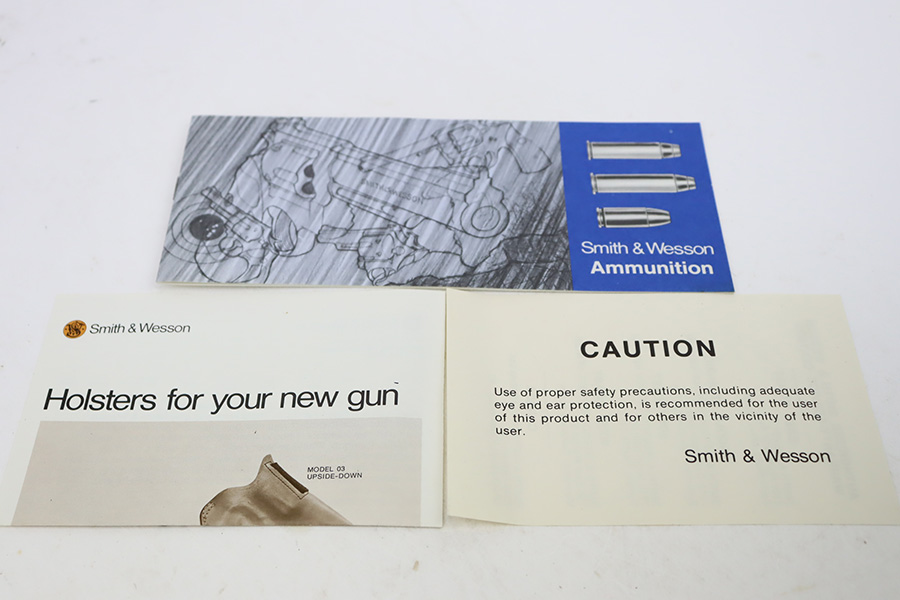 Smith & Wesson
Ammunition
Smith & Wesson
Holsters for your new gun
MODEL 03
UPSIDE-DOWN
CAUTION
Use of proper safety precautions, including adequate
eye and ear protection, is recommended for the user
of this product and for others in the vicinity of the
user.
Smith & Wesson